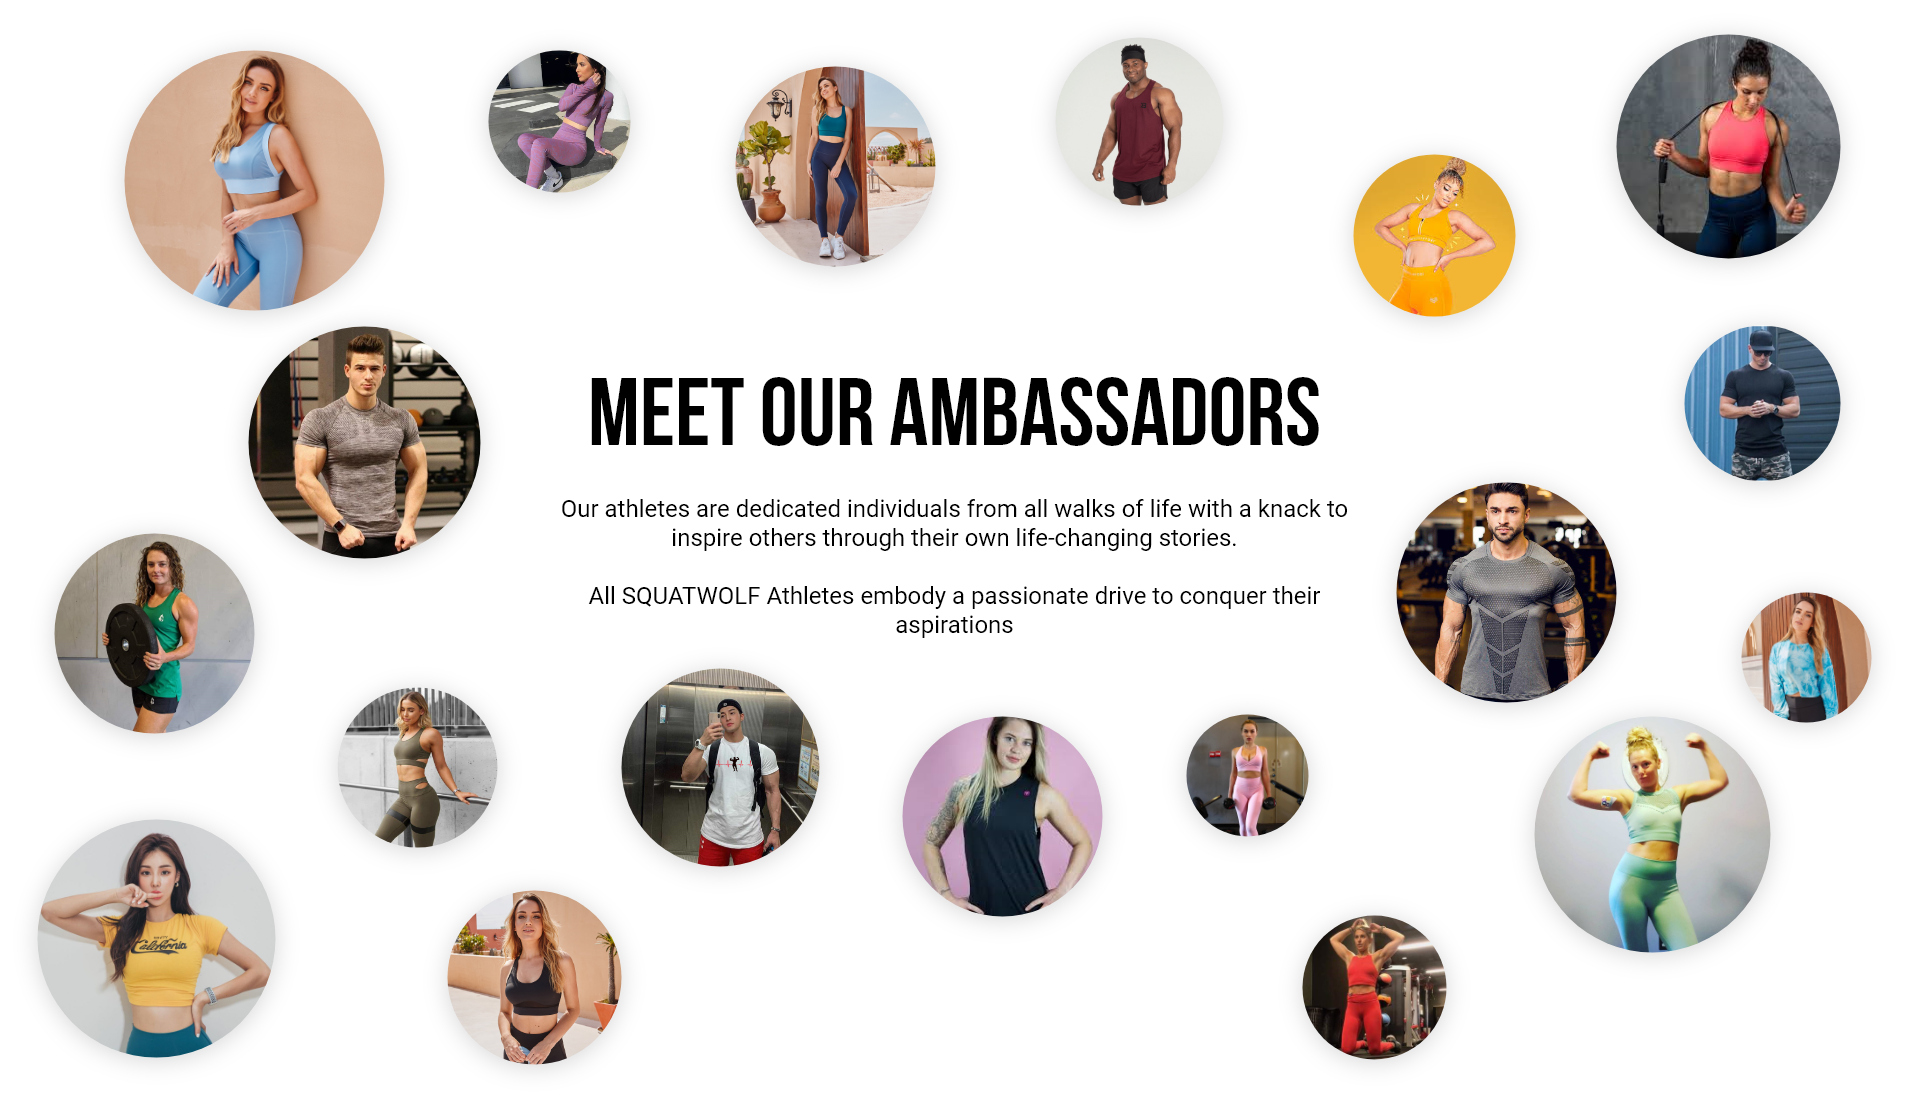 MEET OUR AMBASSADORS
Our athletes are dedicated individuals from all walks of life with a knack to
inspire others through their own life-changing stories.
All SQUATWOLF Athletes embody a passionate drive to conquer their
aspirations
California